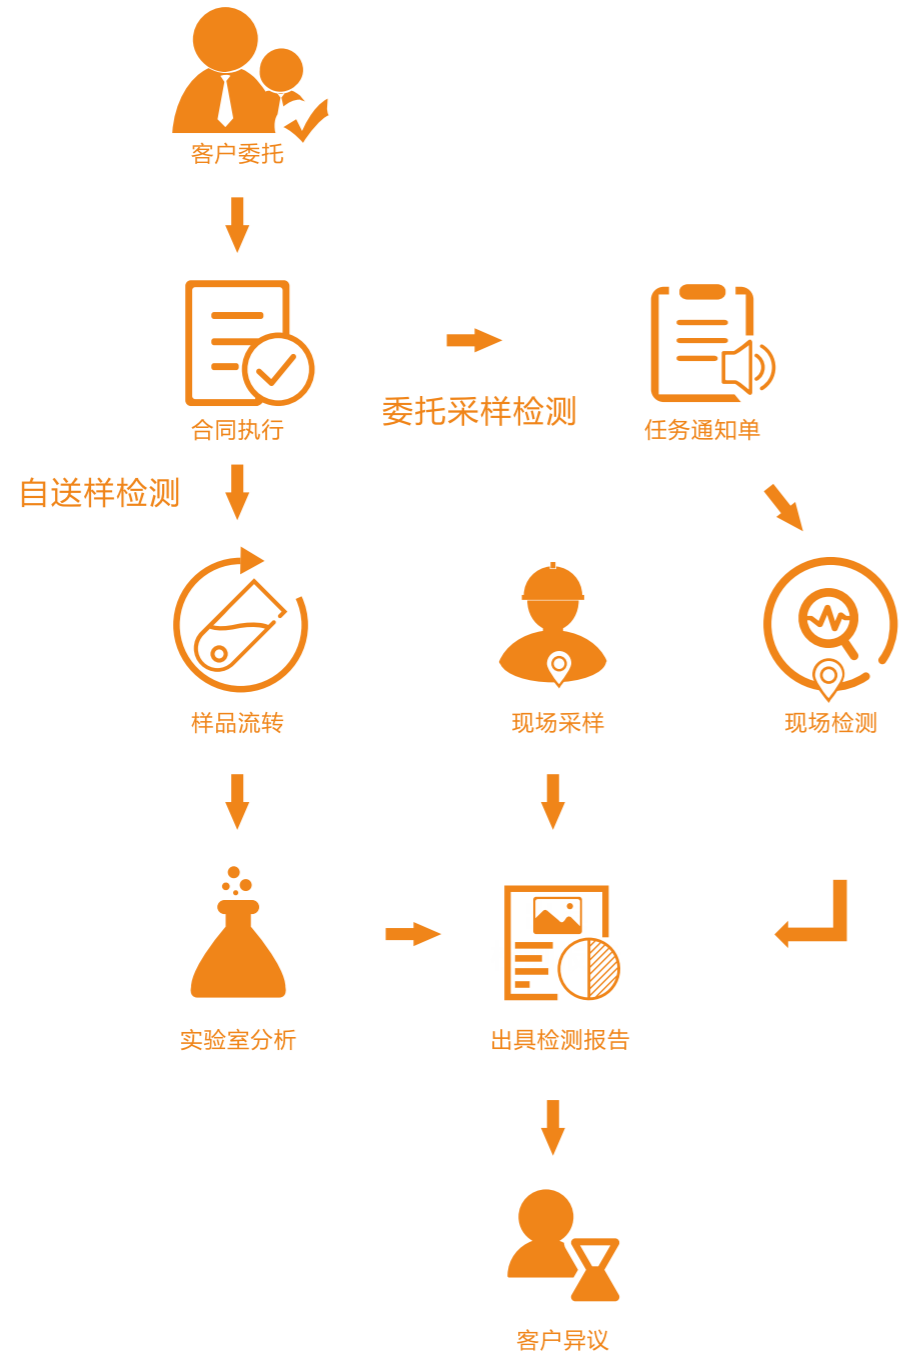 客户委托
合同执行
委托采样检测
任务通知单
自送样检测
样品流转
现场采样
现场检测
实验室分析
出具检测报告
客户异议